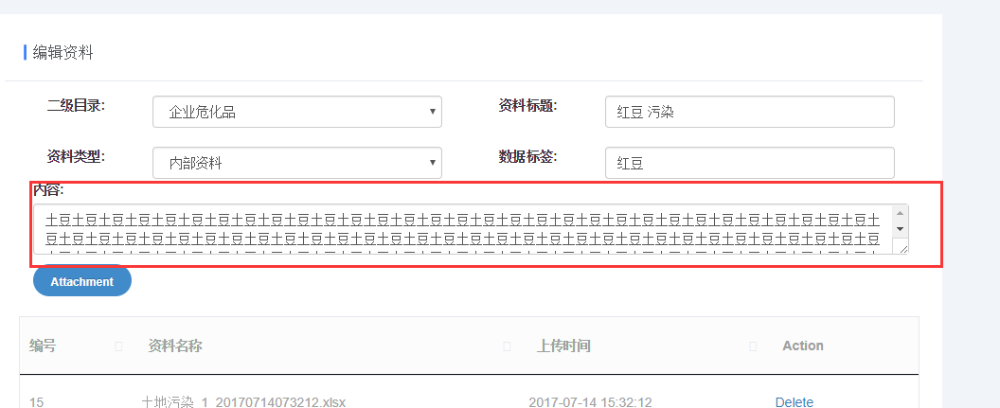 编辑资料
二级目录: 企业危化品 资料标题: 红豆 污染
资料类型: 内部资料 数据标签: 红豆
内容:
土豆土豆土豆土豆土豆土豆土豆土豆土豆土豆土豆土豆土豆土豆土豆土豆土豆土豆土豆土豆土豆土豆土豆土豆土豆土豆土豆土豆土豆土豆土豆土
豆土豆土豆土豆土豆土豆土豆土豆土豆土豆土豆土豆土豆土豆土豆土豆土豆土豆土豆土豆土豆土豆土豆土豆土豆土豆土豆土豆土豆土豆土豆土豆
Attachment
编号 资料名称 上传时间 Action
15 土地污染_1_20170714073212.xlsx 2017-07-14 15:32:12 Delete